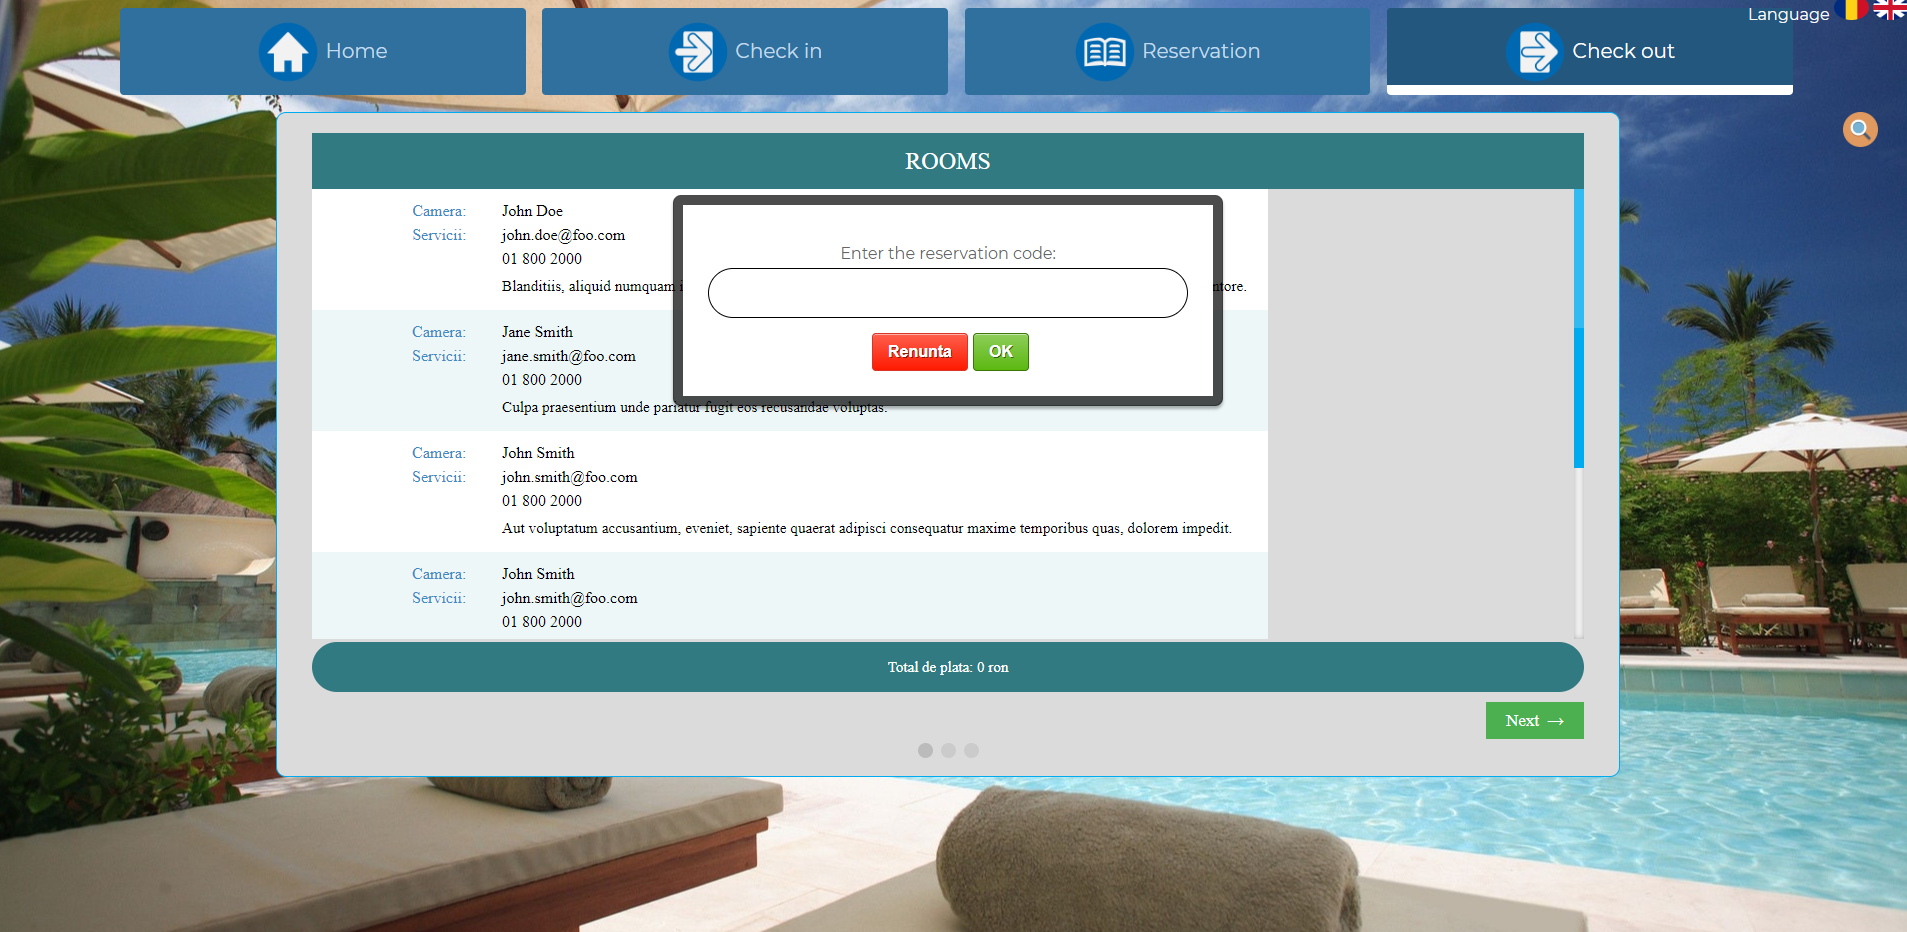 Language
Home
Check in
Reservation
Check out
ROOMS
Camera: John Doe
Servicii: john.doe@foo.com
01 800 2000
Blanditiis, aliquid numquam
Enter the reservation code:
Renunta OK
Camera: Jane Smith
Servicii: jane.smith@foo.com
01 800 2000
Culpa praesentium unde pariatur fugit eos recusandae voluptas.
Camera: John Smith
Servicii: john.smith@foo.com
01 800 2000
Aut voluptatum accusantium, eveniet, sapiente quaerat adipisci consequatur maxime temporibus quas, dolorem impedit.
Camera: John Smith
Servicii: john.smith@foo.com
01 800 2000
Total de plata: 0 ron
Next →